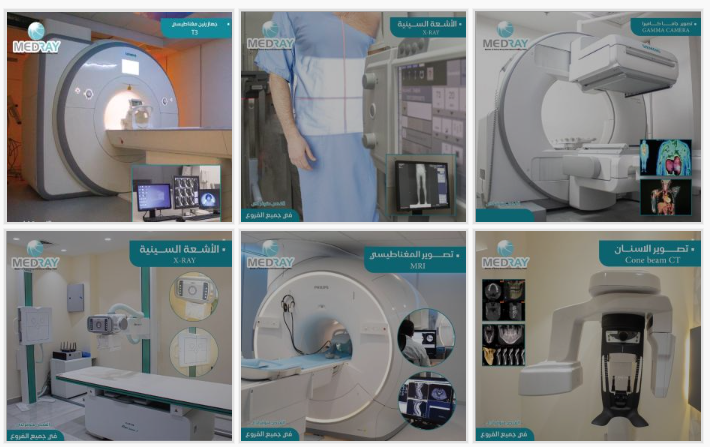 جهاز رنين مغناطيسي
T3
MEDRAY
الأشعة السينية
X-RAY
MEDRAY
تصوير جاما كاميرا
GAMMA CAMERA
MEDRAY
في جميع الفروع
الأشعة السينية
X-RAY
MEDRAY
في جميع الفروع
تصوير المغناطيسي
MRI
MEDRAY
PHILIPS
في جميع الفروع
تصوير الاسنان
Cone beam CT
MEDRAY
في جميع الفروع